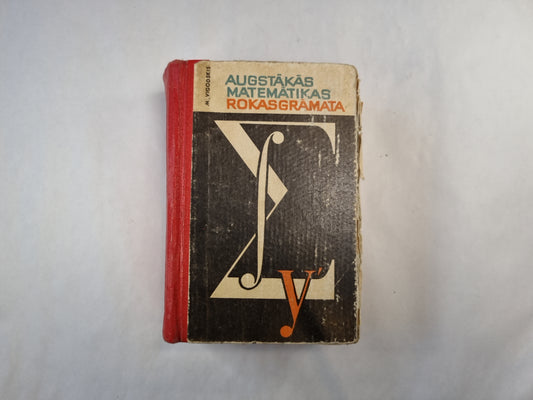 M. VIGODSKIS
AUGSTĀKĀS
MATEMĀTIKAS
ROKASGRĀMATA
∑
∫
y′